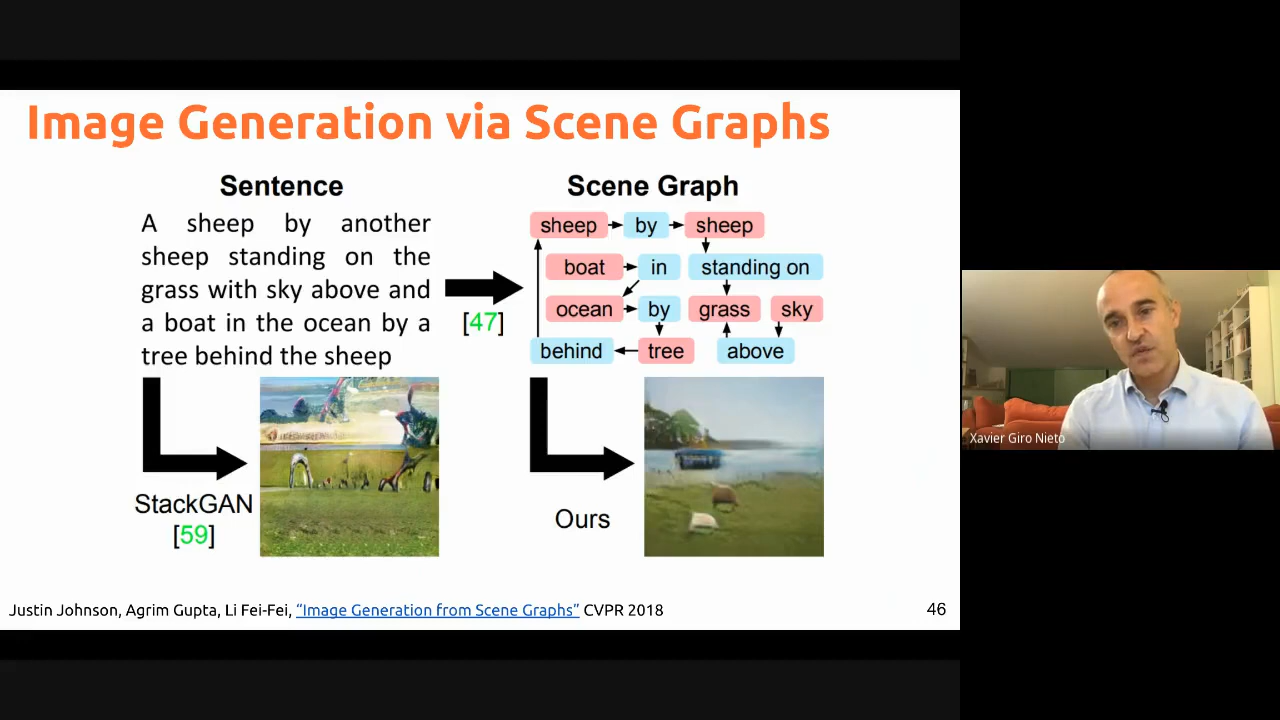 Image Generation via Scene Graphs
Sentence
A sheep by another
sheep standing on the
grass with sky above and
a boat in the ocean by a
tree behind the sheep
[47]
Scene Graph
sheep by sheep
boat in standing on
ocean by grass sky
behind tree above
StackGAN
[59]
Ours
Justin Johnson, Agrim Gupta, Li Fei-Fei, “Image Generation from Scene Graphs” CVPR 2018
46
Xavier Giro Nieto